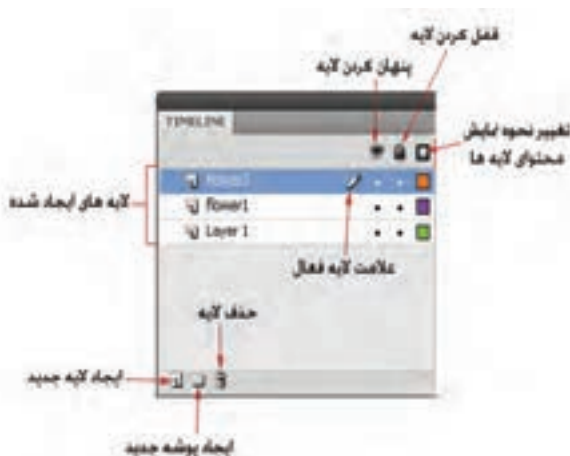 قفل کردن لایه
پنهان کردن لایه
TIMELINE
تغییر نحوه نمایش
محتوای لایه ها
flower1
Layer 1
لایه های ایجاد شده
علامت لایه فعال
حذف لایه
ایجاد لایه جدید
ایجاد پوشه جدید